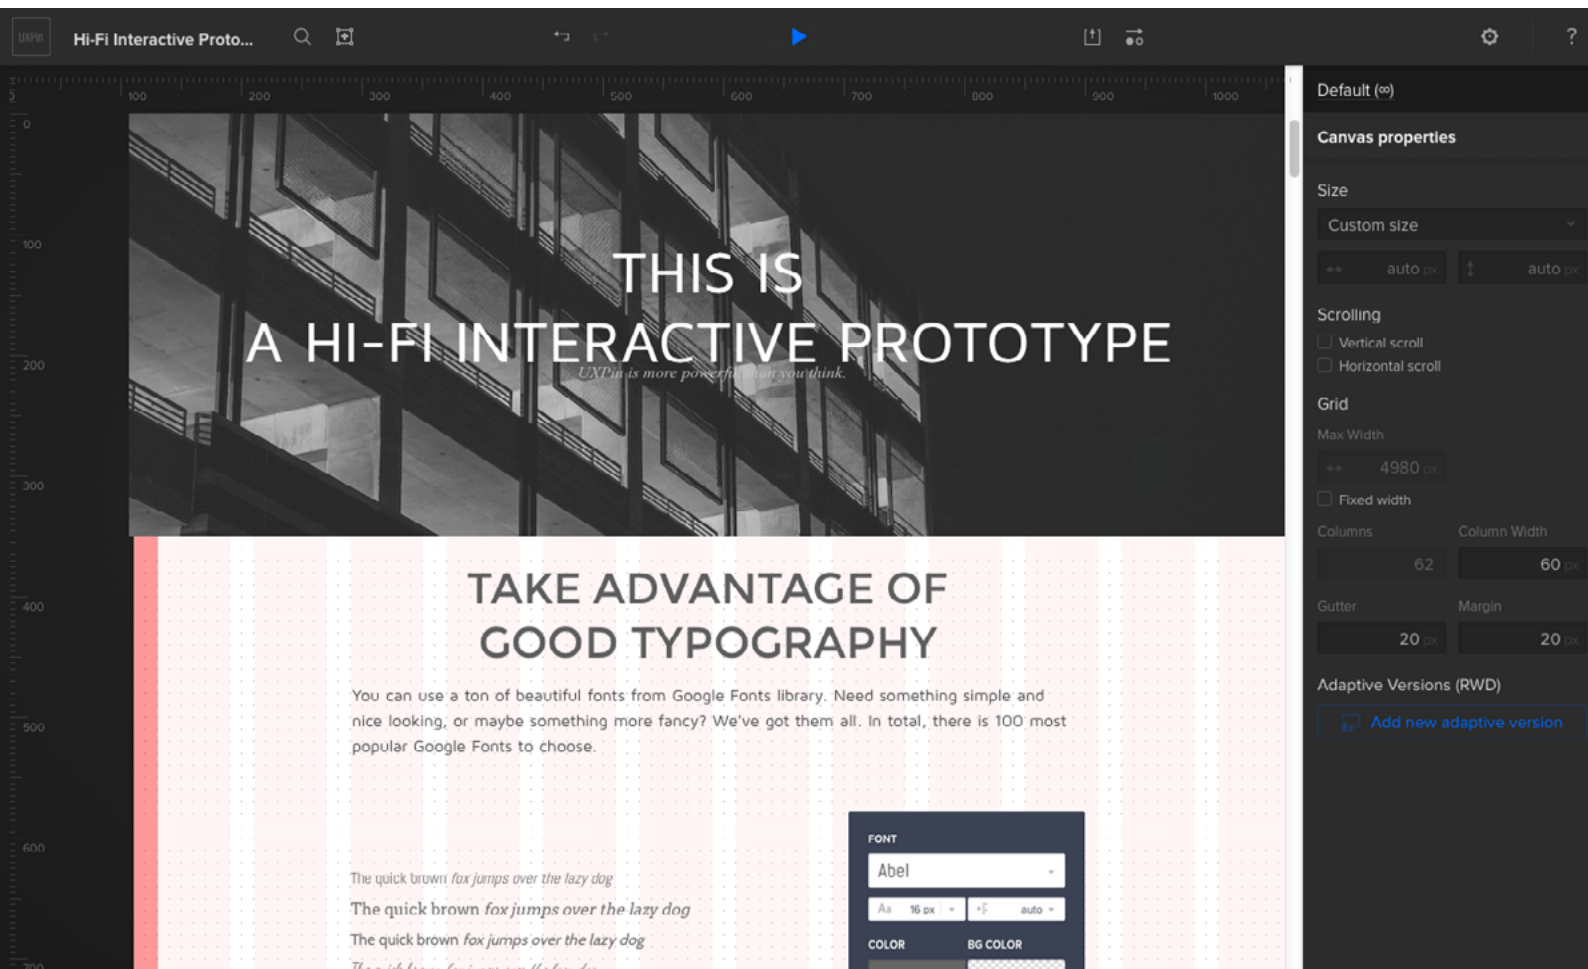 UXPin
Hi-Fi Interactive Proto...
?
100 200 300 400 500 600 700 800 900 1000
0
100
200
300
400
500
600
700
THIS IS
A HI-FI INTERACTIVE PROTOTYPE
UXPin is more powerful than you think.
TAKE ADVANTAGE OF
GOOD TYPOGRAPHY
You can use a ton of beautiful fonts from Google Fonts library. Need something simple and
nice looking, or maybe something more fancy? We've got them all. In total, there is 100 most
popular Google Fonts to choose.
The quick brown fox jumps over the lazy dog
The quick brown fox jumps over the lazy dog
The quick brown fox jumps over the lazy dog
FONT
Abel
Aa 16 px auto
COLOR BG COLOR
Default (∞)
Canvas properties
Size
Custom size
auto px auto px
Scrolling
Vertical scroll
Horizontal scroll
Grid
Max Width
4980 px
Fixed width
Columns Column Width
62 60 px
Gutter Margin
20 px 20 px
Adaptive Versions (RWD)
Add new adaptive version